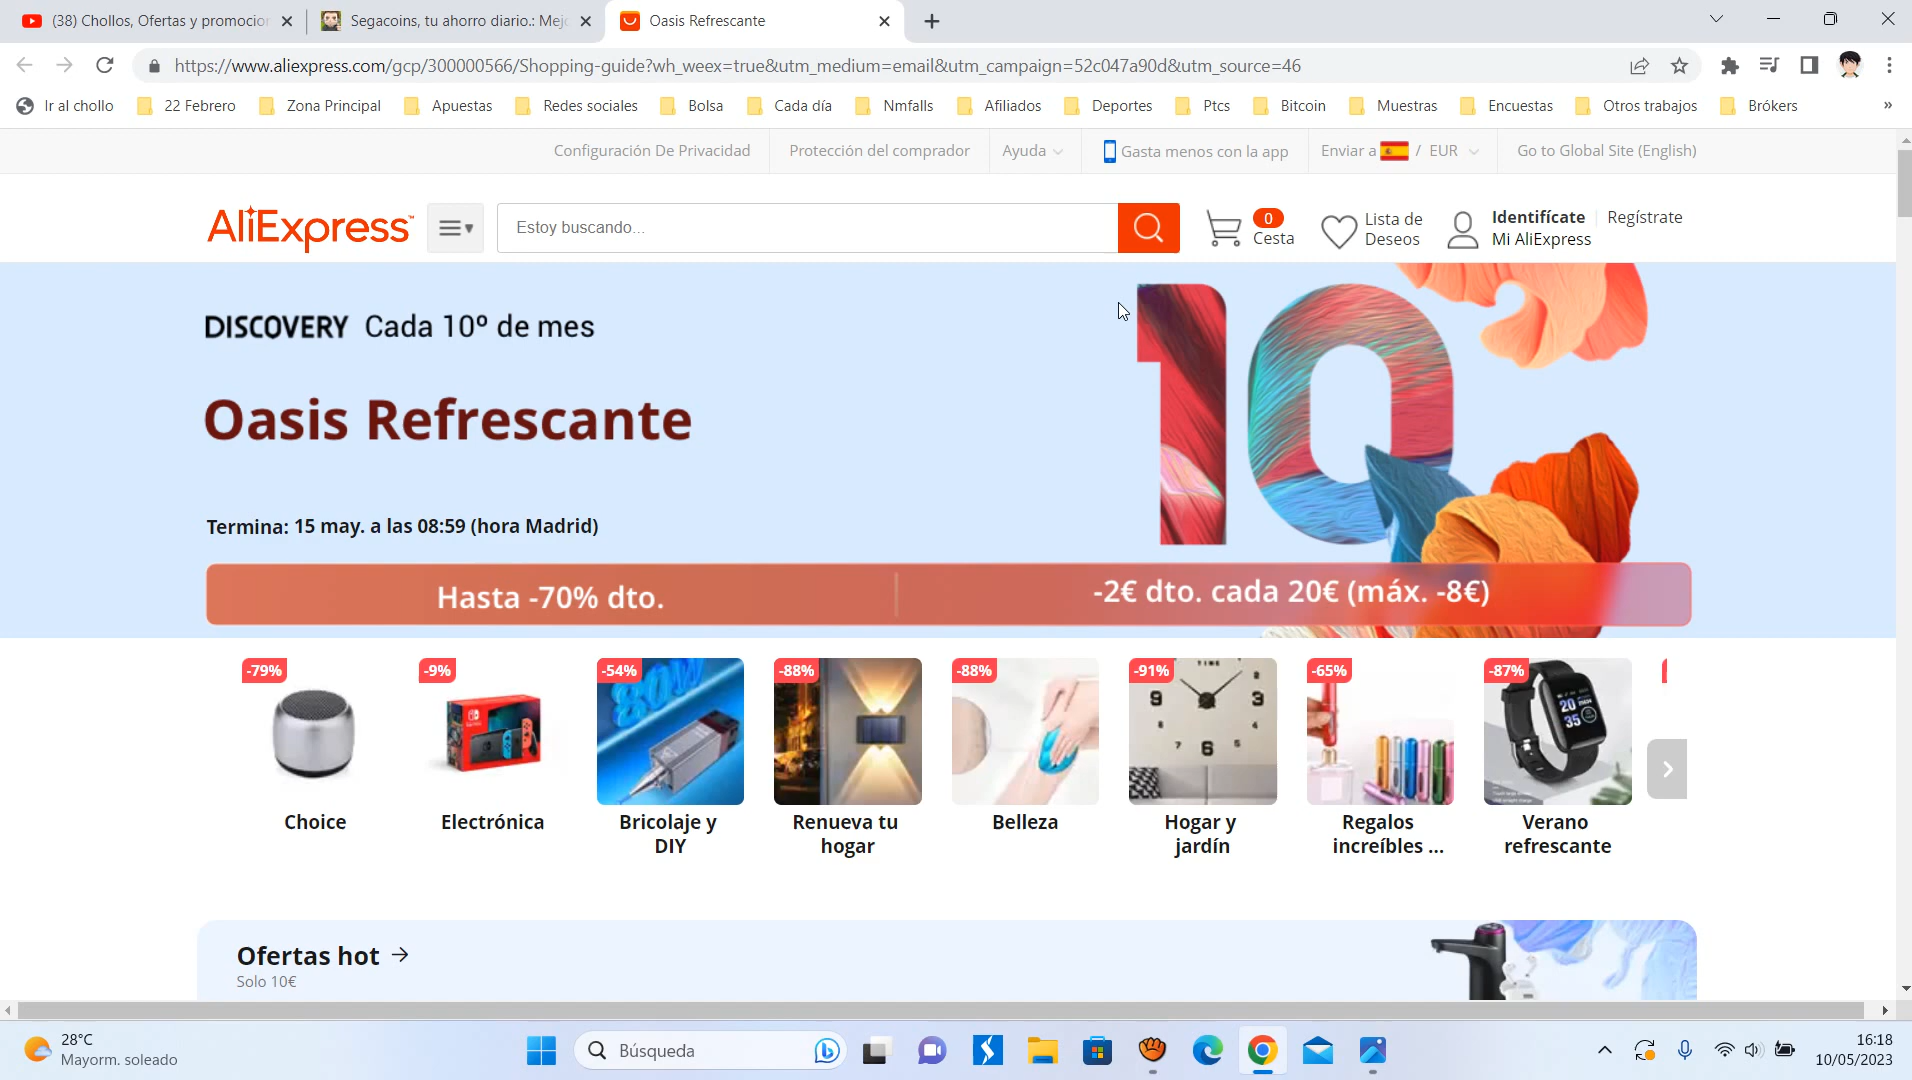 (38) Chollos, Ofertas y promocion
Segacoins, tu ahorro diario.: Mejo
Oasis Refrescante
https://www.aliexpress.com/gcp/300000566/Shopping-guide?wh_weex=true&utm_medium=email&utm_campaign=52c047a90d&utm_source=46
Ir al chollo
22 Febrero
Zona Principal
Apuestas
Redes sociales
Bolsa
Cada día
Nmfalls
Afiliados
Deportes
Ptcs
Bitcoin
Muestras
Encuestas
Otros trabajos
Brókers
»
Configuración De Privacidad
Protección del comprador
Ayuda
Gasta menos con la app
Enviar a / EUR
Go to Global Site (English)
AliExpress™
Estoy buscando...
0
Cesta
Lista de
Deseos
Identifícate
Regístrate
Mi AliExpress
DISCOVERY Cada 10º de mes
Oasis Refrescante
10
Termina: 15 may. a las 08:59 (hora Madrid)
Hasta -70% dto.
-2€ dto. cada 20€ (máx. -8€)
-79%
-9%
-54%
-88%
-88%
-91%
-65%
-87%
80W
TIME
20
35
Choice
Electrónica
Bricolaje y
DIY
Renueva tu
hogar
Belleza
Hogar y
jardín
Regalos
increíbles ...
Verano
refrescante
Ofertas hot →
Solo 10€
28°C
Mayorm. soleado
Búsqueda
16:18
10/05/2023